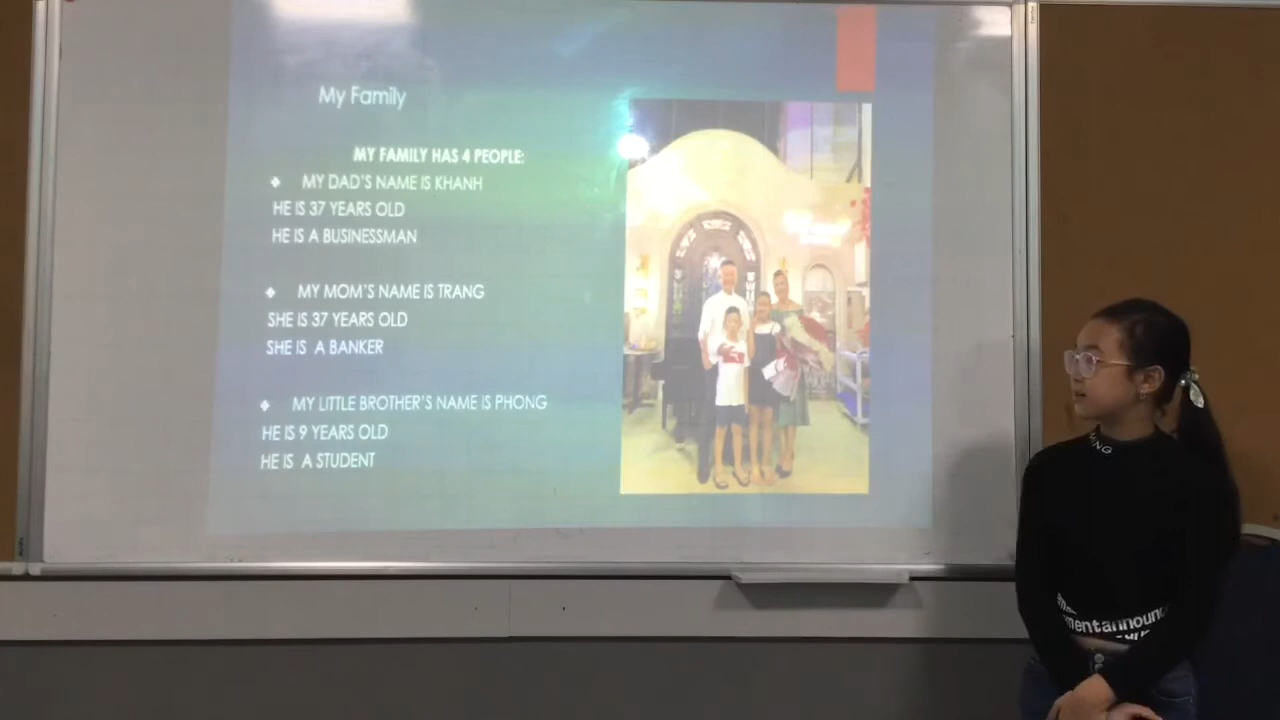 My Family
MY FAMILY HAS 4 PEOPLE:
❖ MY DAD'S NAME IS KHANH
HE IS 37 YEARS OLD
HE IS A BUSINESSMAN
❖ MY MOM'S NAME IS TRANG
SHE IS 37 YEARS OLD
SHE IS A BANKER
❖ MY LITTLE BROTHER'S NAME IS PHONG
HE IS 9 YEARS OLD
HE IS A STUDENT
MING
mentannounc